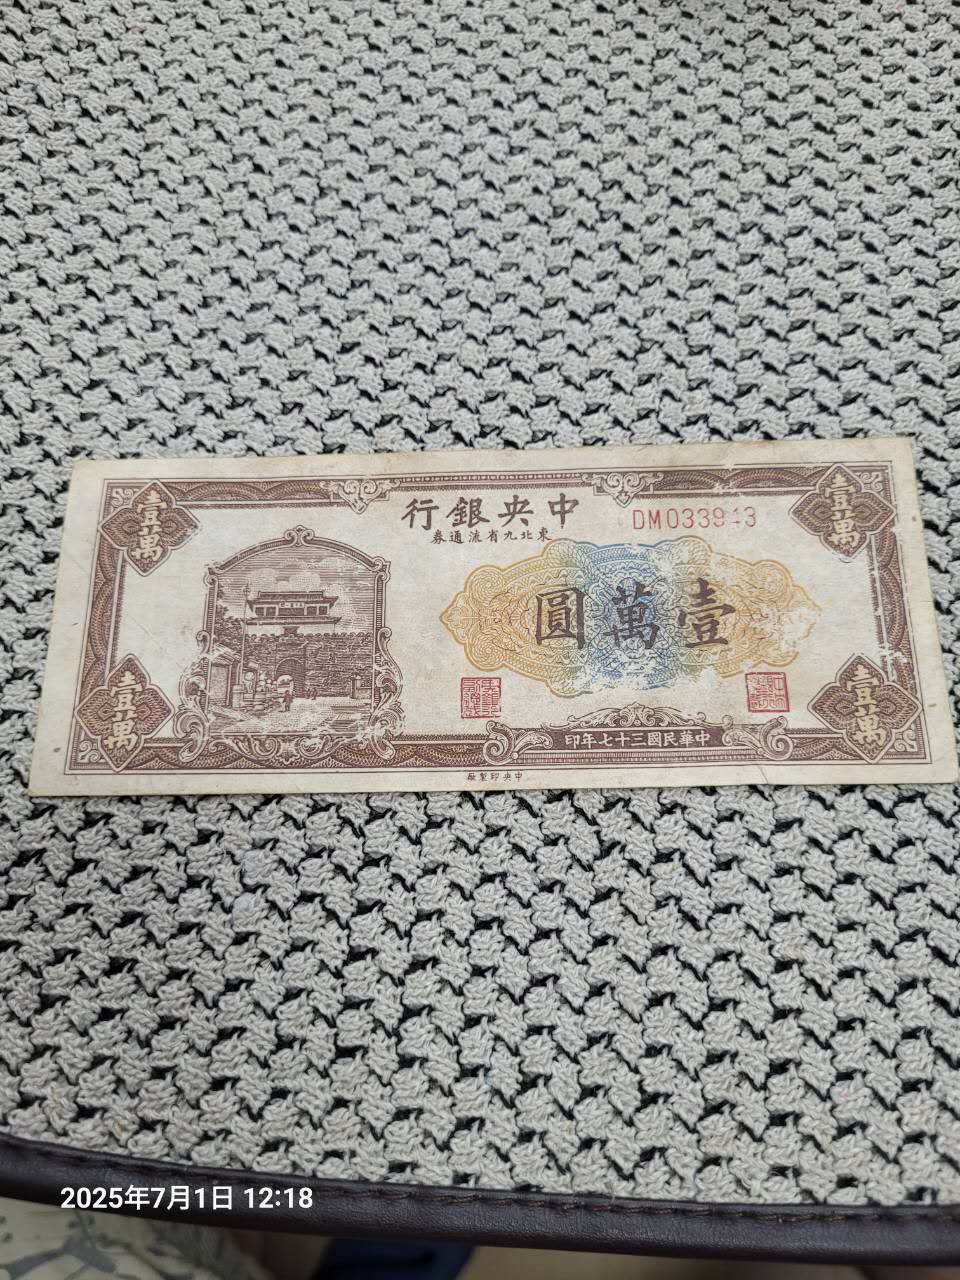 中央銀行
DM0339 3
東北九省流通券
壹萬
壹萬
壹萬圓
壹萬
壹萬
中華民國三十七年印
中央印製廠
2025年7月1日 12:18